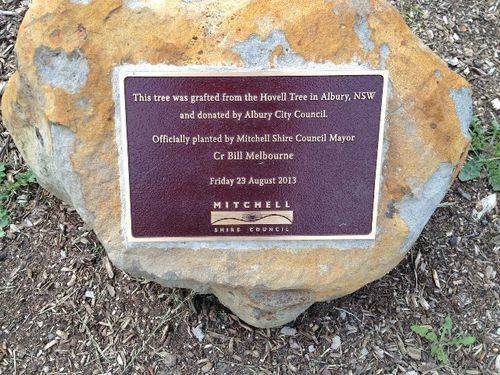 This tree was grafted from the Hovell Tree in Albury, NSW
and donated by Albury City Council.
Officially planted by Mitchell Shire Council Mayor
Cr Bill Melbourne
Friday 23 August 2013
MITCHELL
SHIRE COUNCIL